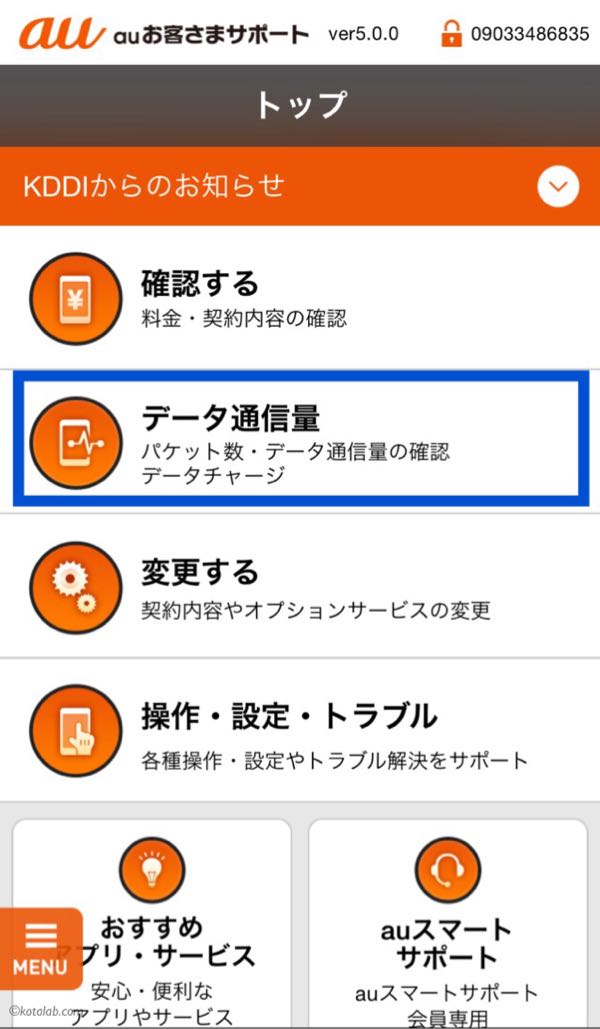 au auお客さまサポート ver5.0.0 09033486835
トップ
KDDIからのお知らせ
¥
確認する
料金・契約内容の確認
データ通信量
パケット数・データ通信量の確認
データチャージ
変更する
契約内容やオプションサービスの変更
操作・設定・トラブル
各種操作・設定やトラブル解決をサポート
おすすめ
アプリ・サービス
安心・便利な
アプリやサービス
auスマート
サポート
auスマートサポート
会員専用
MENU
©kotalab.com